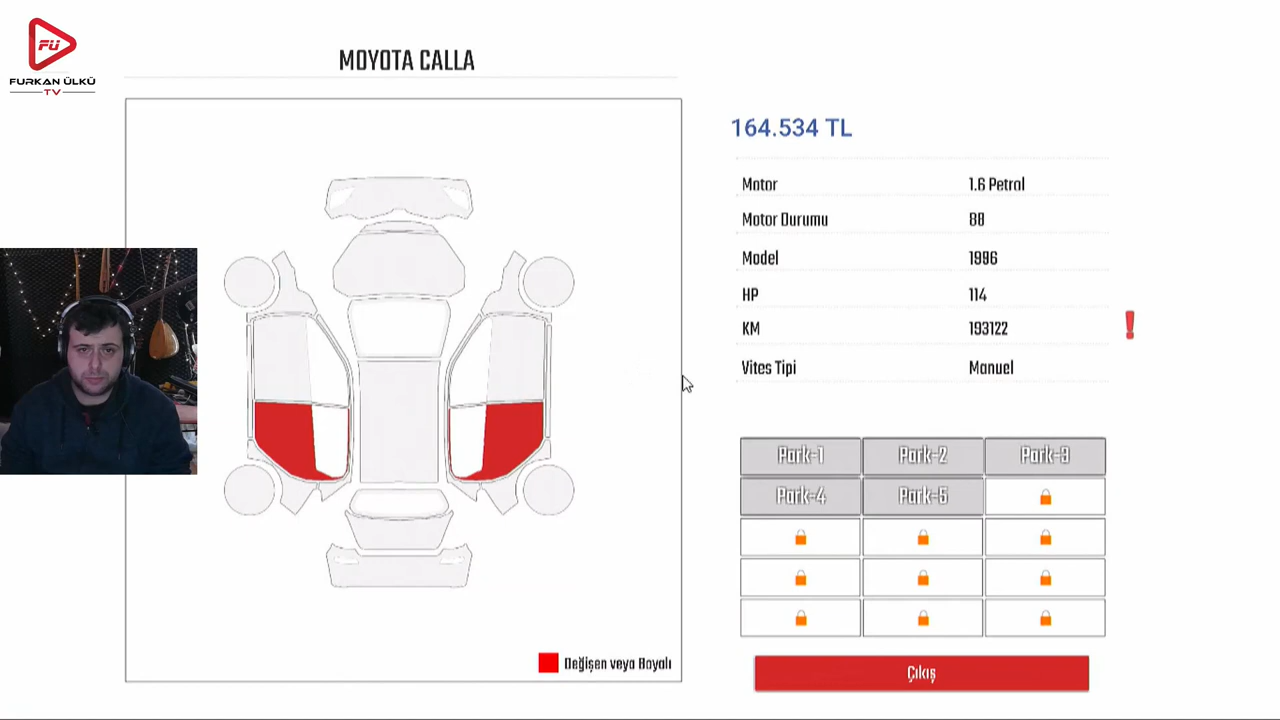 FU
FURKAN ÜLKÜ
TV
MOYOTA CALLA
164.534 TL
Motor 1.6 Petrol
Motor Durumu 88
Model 1996
HP 114
KM 193122
Vites Tipi Manuel
Park-1 Park-2 Park-3
Park-4 Park-5
Değişen veya Boyalı
Çıkış